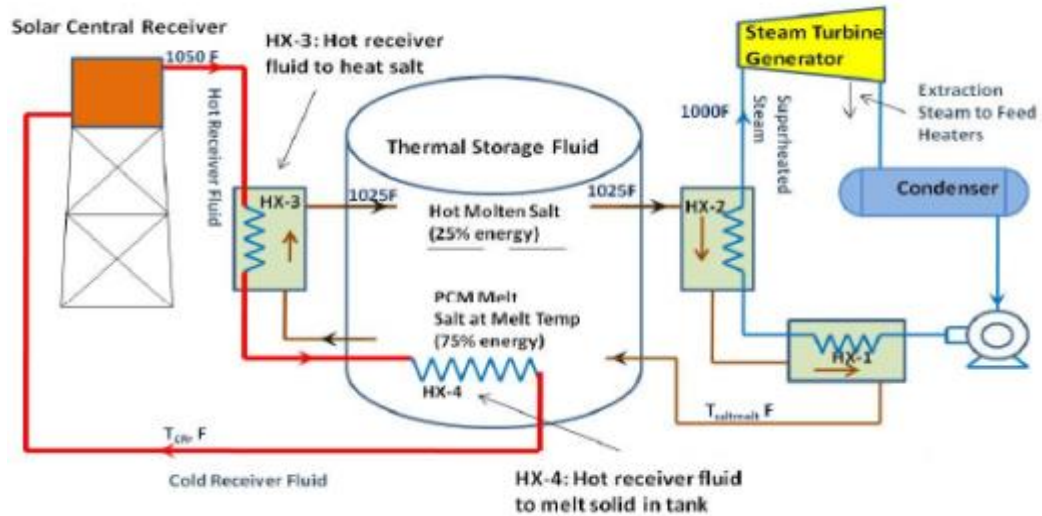 Solar Central Receiver
1050 F
Hot Receiver Fluid
HX-3: Hot receiver
fluid to heat salt
HX-3
1025F
Thermal Storage Fluid
Hot Molten Salt
(25% energy)
PCM Melt
Salt at Melt Temp
(75% energy)
HX-4
1025F
HX-2
1000F
Superheated
Steam
Steam Turbine
Generator
Extraction
Steam to Feed
Heaters
Condenser
HX-1
T saltmelt F
T CRF F
Cold Receiver Fluid
HX-4: Hot receiver fluid
to melt solid in tank